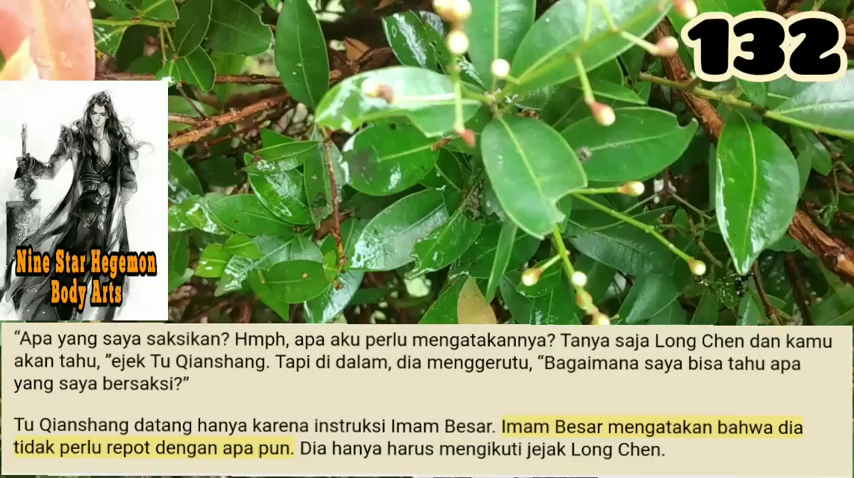 132
Nine Star Hegemon
Body Arts
“Apa yang saya saksikan? Hmph, apa aku perlu mengatakannya? Tanya saja Long Chen dan kamu
akan tahu, ”ejek Tu Qianshang. Tapi di dalam, dia menggerutu, “Bagaimana saya bisa tahu apa
yang saya bersaksi?”
Tu Qianshang datang hanya karena instruksi Imam Besar. Imam Besar mengatakan bahwa dia
tidak perlu repot dengan apa pun. Dia hanya harus mengikuti jejak Long Chen.